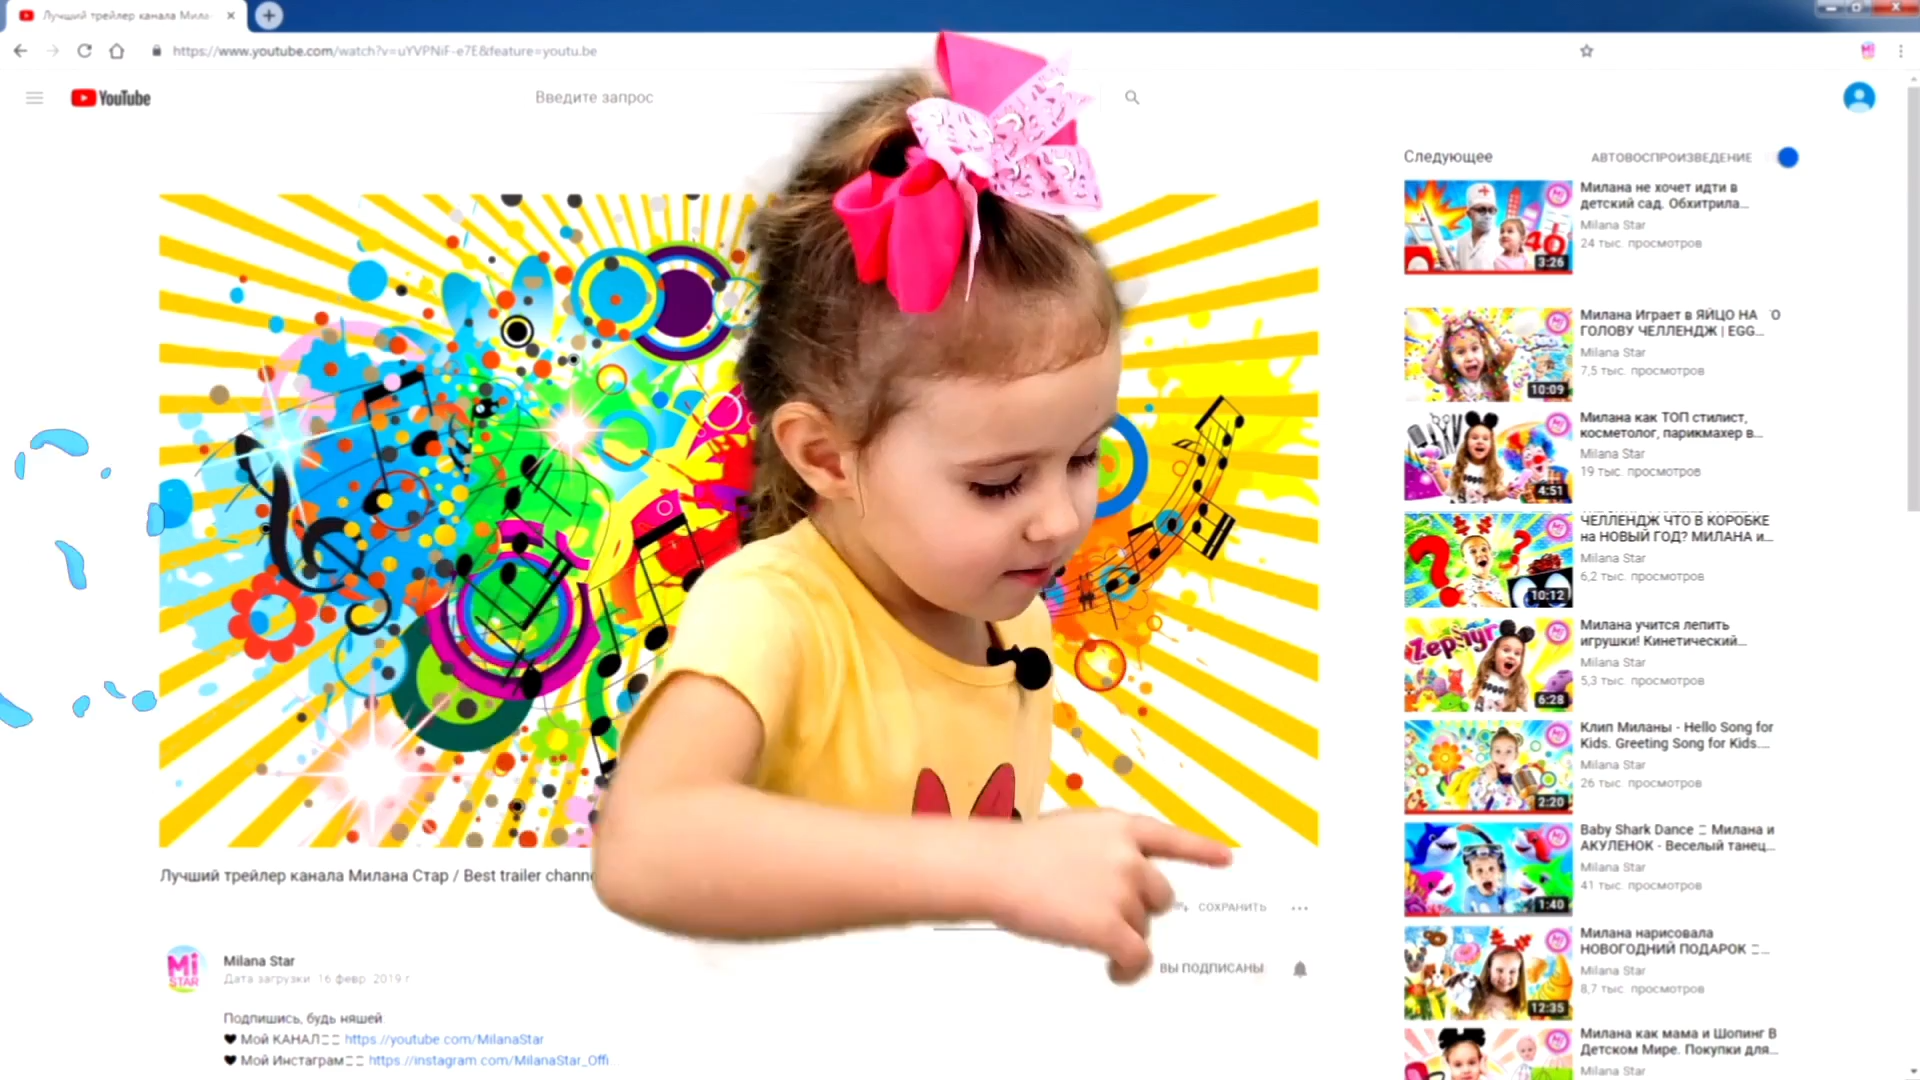 Лучший трейлер канала Мила
https://www.youtube.com/watch?v=uYVPNiF-e7E&feature=youtu.be
YouTube
Введите запрос
Следующее
АВТОВОСПРОИЗВЕДЕНИЕ
Милана не хочет идти в
детский сад. Обхитрила...
Milana Star
24 тыс. просмотров
40
3:26
Милана Играет в ЯЙЦО НА
ГОЛОВУ ЧЕЛЛЕНДЖ | EGG...
Milana Star
7,5 тыс. просмотров
10:09
Милана как ТОП стилист,
косметолог, парикмахер в...
Milana Star
19 тыс. просмотров
4:51
ЧЕЛЛЕНДЖ ЧТО В КОРОБКЕ
на НОВЫЙ ГОД? МИЛАНА и...
Milana Star
6,2 тыс. просмотров
10:12
Милана учится лепить
игрушки! Кинетический...
Milana Star
5,3 тыс. просмотров
Zephyr
6:28
Клип Миланы - Hello Song for
Kids. Greeting Song for Kids....
Milana Star
26 тыс. просмотров
2:20
Baby Shark Dance Милана и
АКУЛЕНОК - Веселый танец...
Milana Star
41 тыс. просмотров
1:40
Милана нарисовала
НОВОГОДНИЙ ПОДАРОК ...
Milana Star
8,7 тыс. просмотров
12:35
Милана как мама и Шопинг В
Детском Мире. Покупки для...
Milana Star
Лучший трейлер канала Милана Стар / Best trailer chann
СОХРАНИТЬ
Mi
STAR
Milana Star
Дата загрузки: 16 февр. 2019 г.
ВЫ ПОДПИСАНЫ
Подпишись, будь няшей.
♥ Мой КАНАЛ https://youtube.com/MilanaStar
♥ Мой Инстаграм https://instagram.com/MilanaStar_Offi